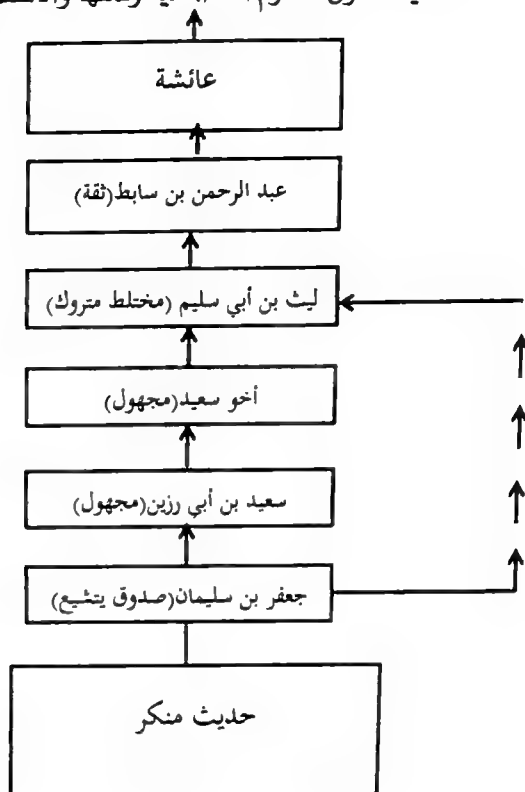 عائشة
عبد الرحمن بن سابط(ثقة)
ليث بن أبي سليم (مختلط متروك)
أخو سعيد(مجهول)
سعيد بن أبي رزين(مجهول)
جعفر بن سليمان(صدوق يتشيع)
حديث منكر